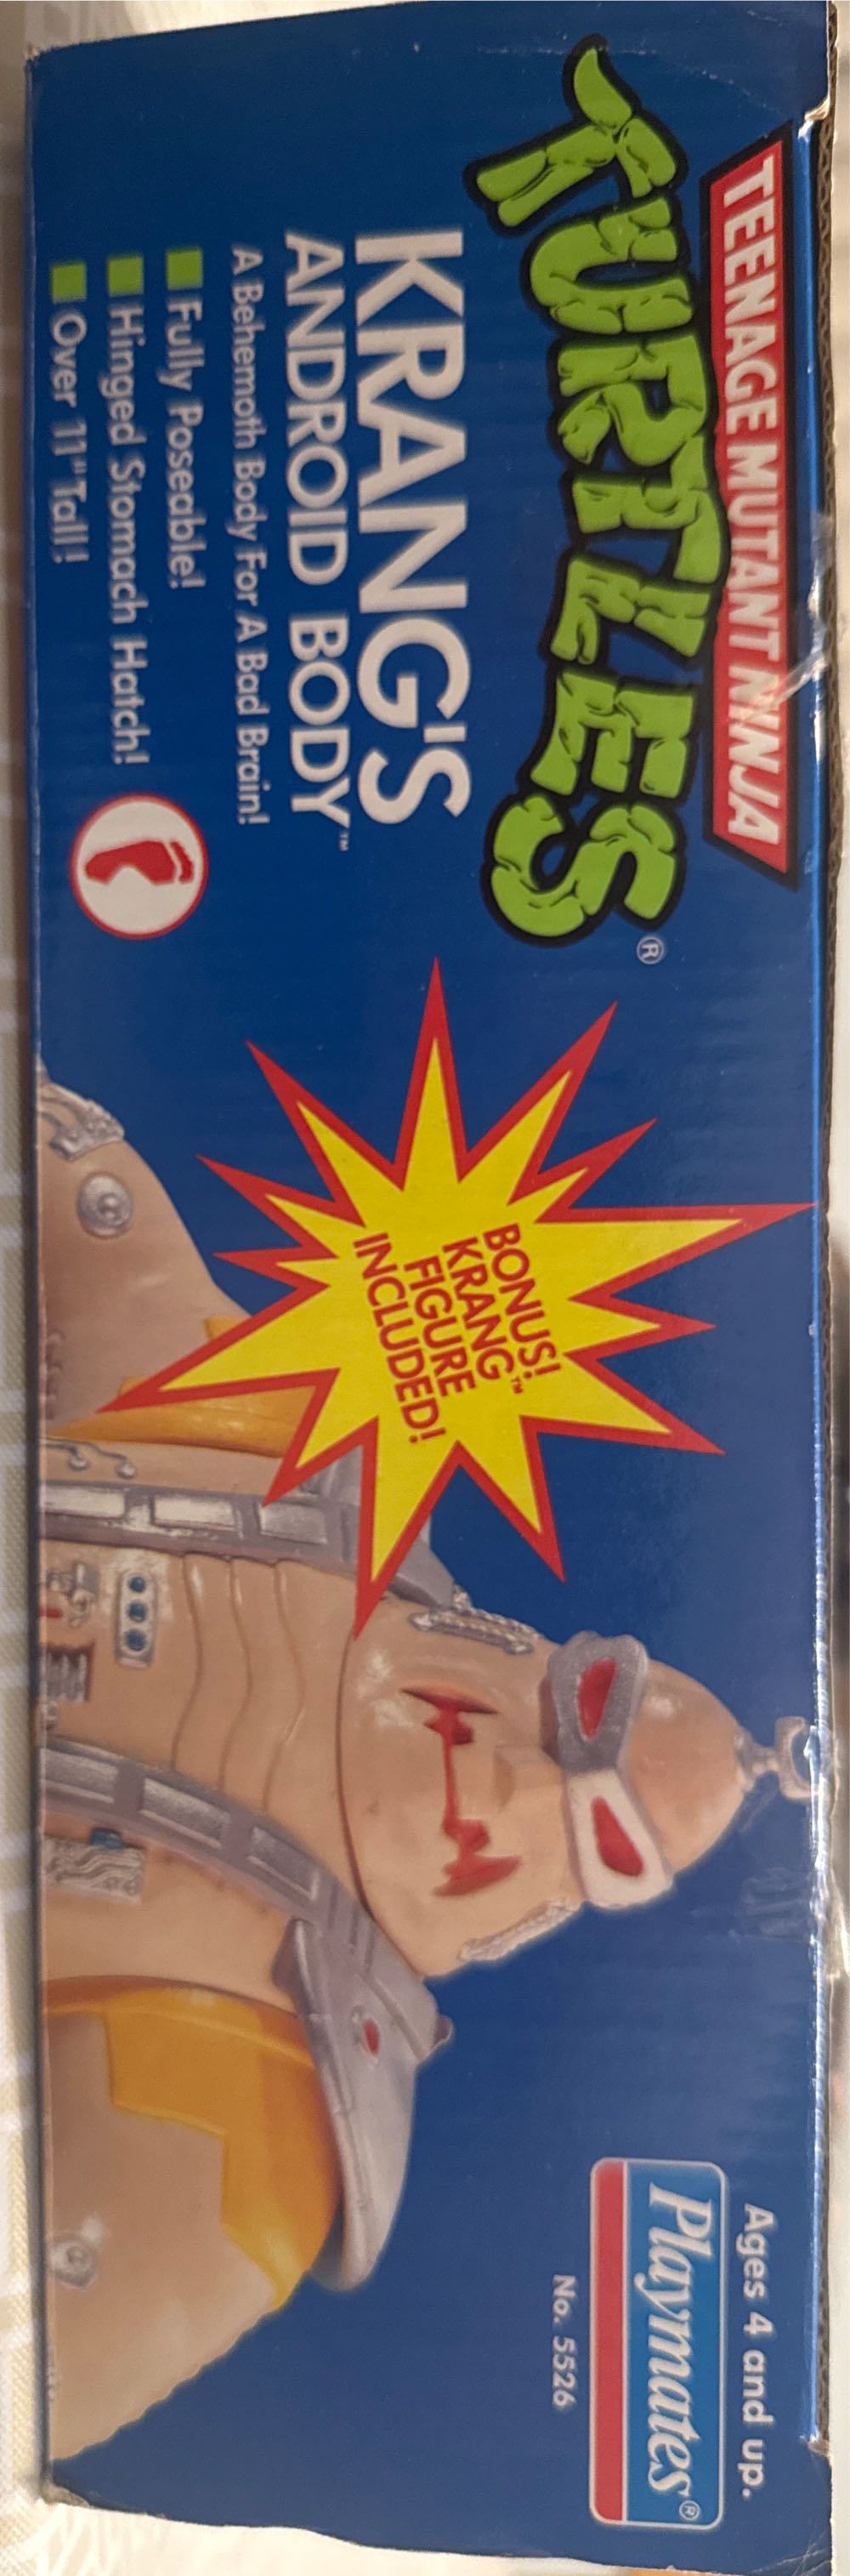 TEENAGE MUTANT NINJA
TURTLES®
KRANG'S
ANDROID BODY™
A Behemoth Body For A Bad Brain!
Fully Poseable!
Hinged Stomach Hatch!
Over 11" Tall!
BONUS!
KRANG™
FIGURE
INCLUDED!
Ages 4 and up.
Playmates®
No. 5526